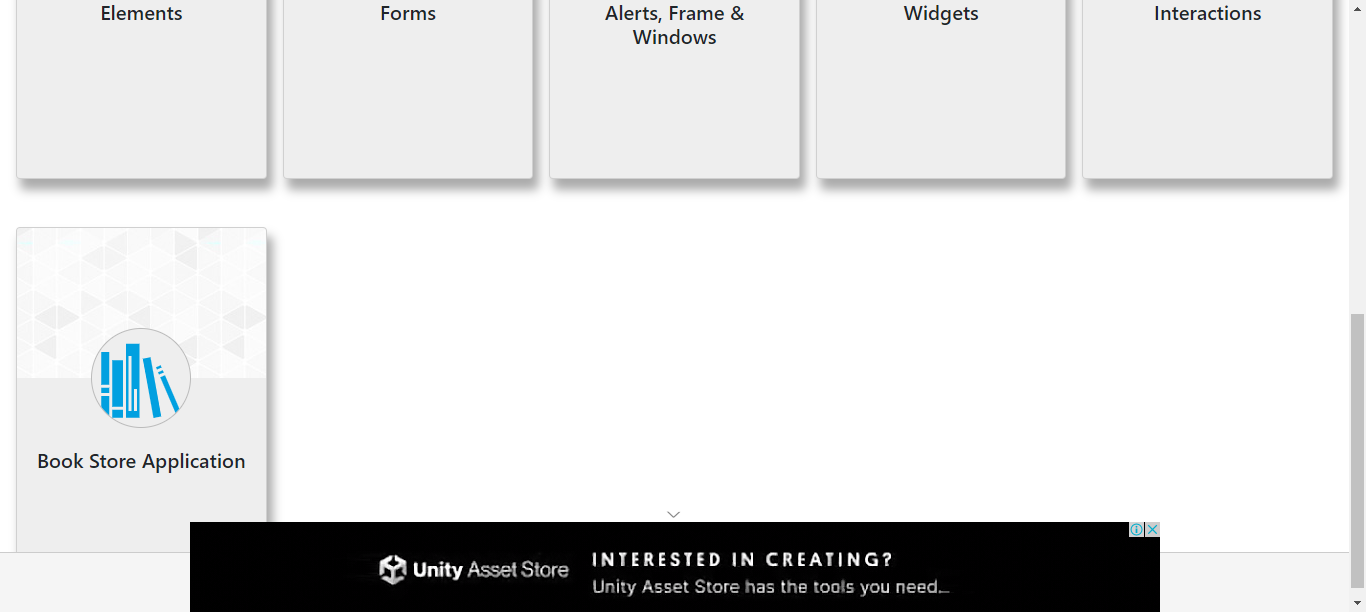 Elements
Forms
Alerts, Frame &
Windows
Widgets
Interactions
Book Store Application
Unity Asset Store
INTERESTED IN CREATING?
Unity Asset Store has the tools you need...